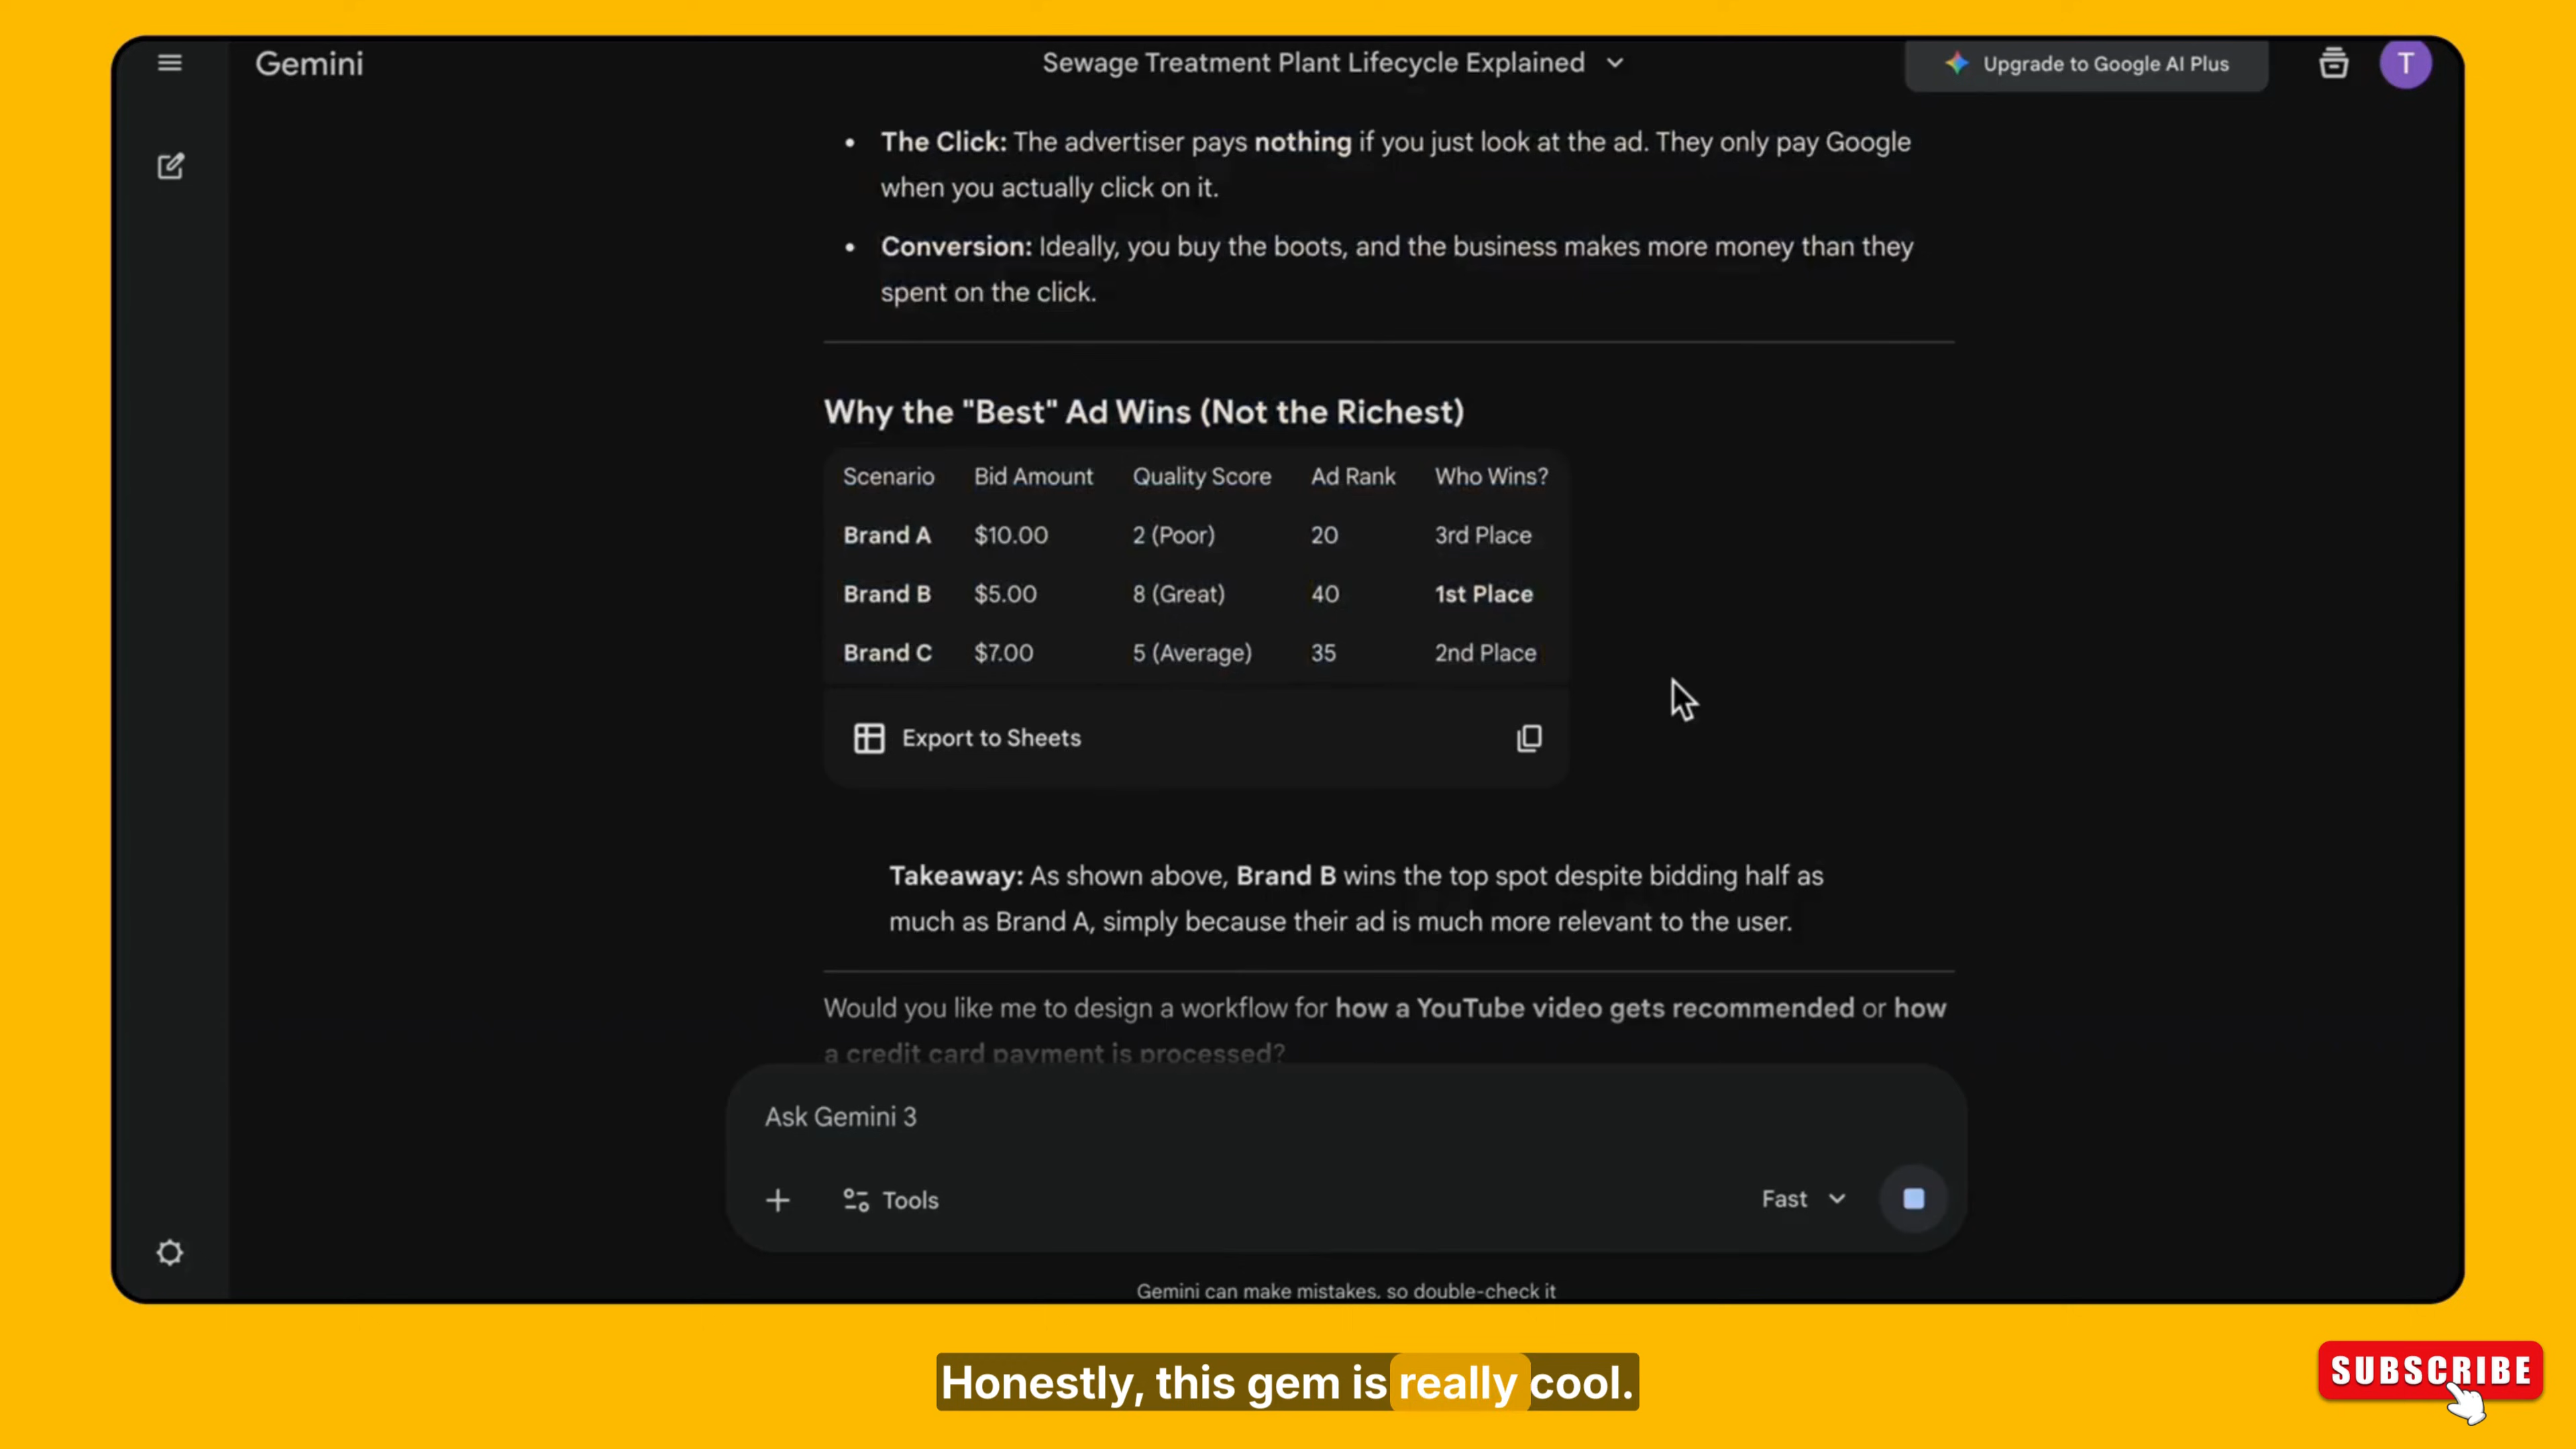 Gemini
Sewage Treatment Plant Lifecycle Explained
Upgrade to Google AI Plus
T
• The Click: The advertiser pays nothing if you just look at the ad. They only pay Google
when you actually click on it.
• Conversion: Ideally, you buy the boots, and the business makes more money than they
spent on the click.
Why the "Best" Ad Wins (Not the Richest)
Scenario Bid Amount Quality Score Ad Rank Who Wins?
Brand A $10.00 2 (Poor) 20 3rd Place
Brand B $5.00 8 (Great) 40 1st Place
Brand C $7.00 5 (Average) 35 2nd Place
Export to Sheets
Takeaway: As shown above, Brand B wins the top spot despite bidding half as
much as Brand A, simply because their ad is much more relevant to the user.
Would you like me to design a workflow for how a YouTube video gets recommended or how
a credit card payment is processed?
Ask Gemini 3
Tools
Fast
Gemini can make mistakes, so double-check it
Honestly, this gem is really cool.
SUBSCRIBE